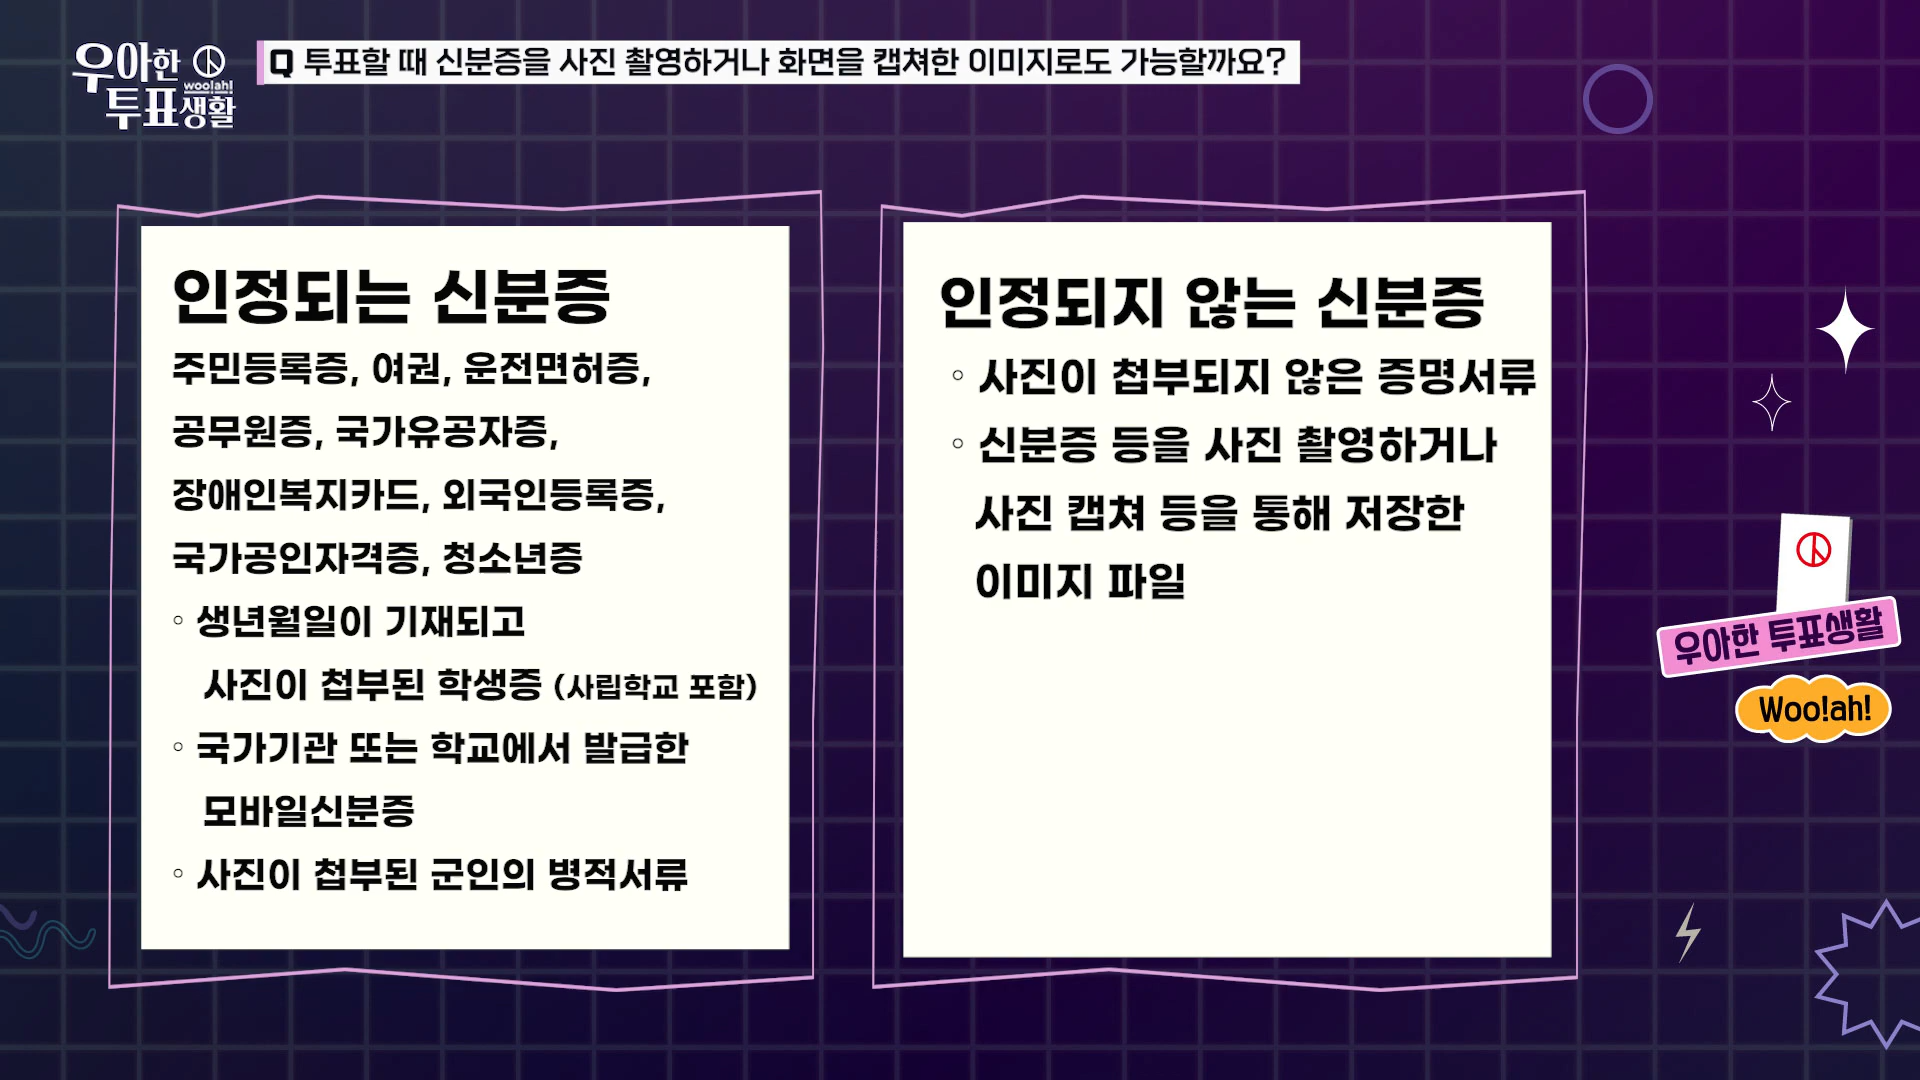 우아한
woo!ah!
투표생활
Q 투표할 때 신분증을 사진 촬영하거나 화면을 캡쳐한 이미지로도 가능할까요?
인정되는 신분증
주민등록증, 여권, 운전면허증,
공무원증, 국가유공자증,
장애인복지카드, 외국인등록증,
국가공인자격증, 청소년증
◦ 생년월일이 기재되고
사진이 첩부된 학생증 (사립학교 포함)
◦ 국가기관 또는 학교에서 발급한
모바일신분증
◦ 사진이 첩부된 군인의 병적서류
인정되지 않는 신분증
◦ 사진이 첩부되지 않은 증명서류
◦ 신분증 등을 사진 촬영하거나
사진 캡쳐 등을 통해 저장한
이미지 파일
우아한 투표생활
Woo!ah!